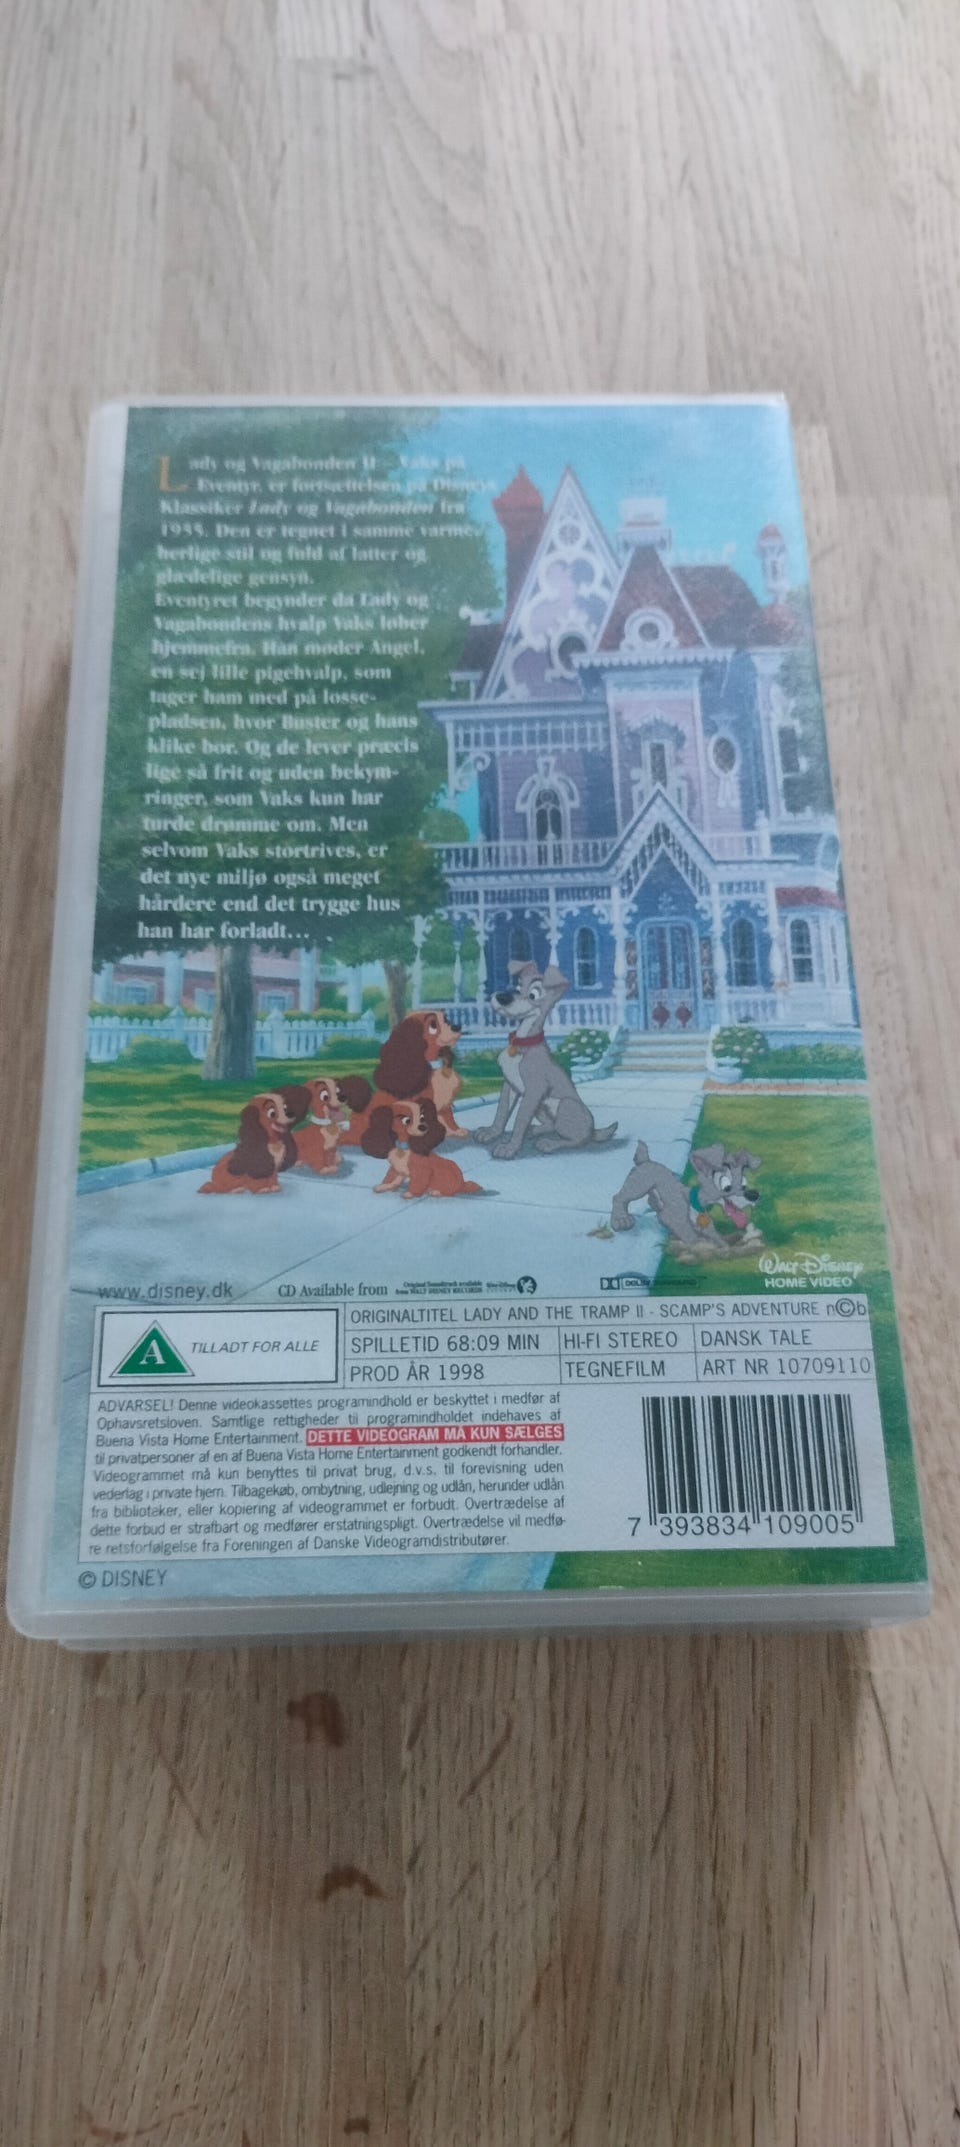 Lady og Vagabonden II - Vaks på
Eventyr, er fortsættelsen på Disneys
Klassiker Lady og Vagabonden fra
1955. Den er tegnet i samme varme,
herlige stil og fuld af latter og
glædelige gensyn.
Eventyret begynder da Lady og
Vagabondens hvalp Vaks løber
hjemmefra. Han møder Angel,
en sej lille pigehvalp, som
tager ham med på losse-
pladsen, hvor Buster og hans
klike bor. Og de lever præcis
lige så frit og uden bekym-
ringer, som Vaks kun har
turde drømme om. Men
selvom Vaks stortrives, er
det nye miljø også meget
hårdere end det trygge hus
han har forladt...
www.disney.dk
CD Available from
Original Soundtrack available
from WALT DISNEY RECORDS
DOLBY SURROUND
WALT DISNEY
HOME VIDEO
A
TILLADT FOR ALLE
ORIGINALTITEL LADY AND THE TRAMP II - SCAMP'S ADVENTURE n©b
SPILLETID 68:09 MIN HI-FI STEREO DANSK TALE
PROD ÅR 1998 TEGNEFILM ART NR 10709110
ADVARSEL! Denne videokassettes programindhold er beskyttet i medfør af
Ophavsretsloven. Samtlige rettigheder til programindholdet indehaves af
Buena Vista Home Entertainment. DETTE VIDEOGRAM MÅ KUN SÆLGES
til privatpersoner af en af Buena Vista Home Entertainment godkendt forhandler.
Videogrammet må kun benyttes til privat brug, d.v.s. til forevisning uden
vederlag i private hjem. Tilbagekøb, ombytning, udlejning og udlån, herunder udlån
fra biblioteker, eller kopiering af videogrammet er forbudt. Overtrædelse af
dette forbud er strafbart og medfører erstatningspligt. Overtrædelse vil medfø-
re retsforfølgelse fra Foreningen af Danske Videogramdistributører.
7 393834 109005
© DISNEY